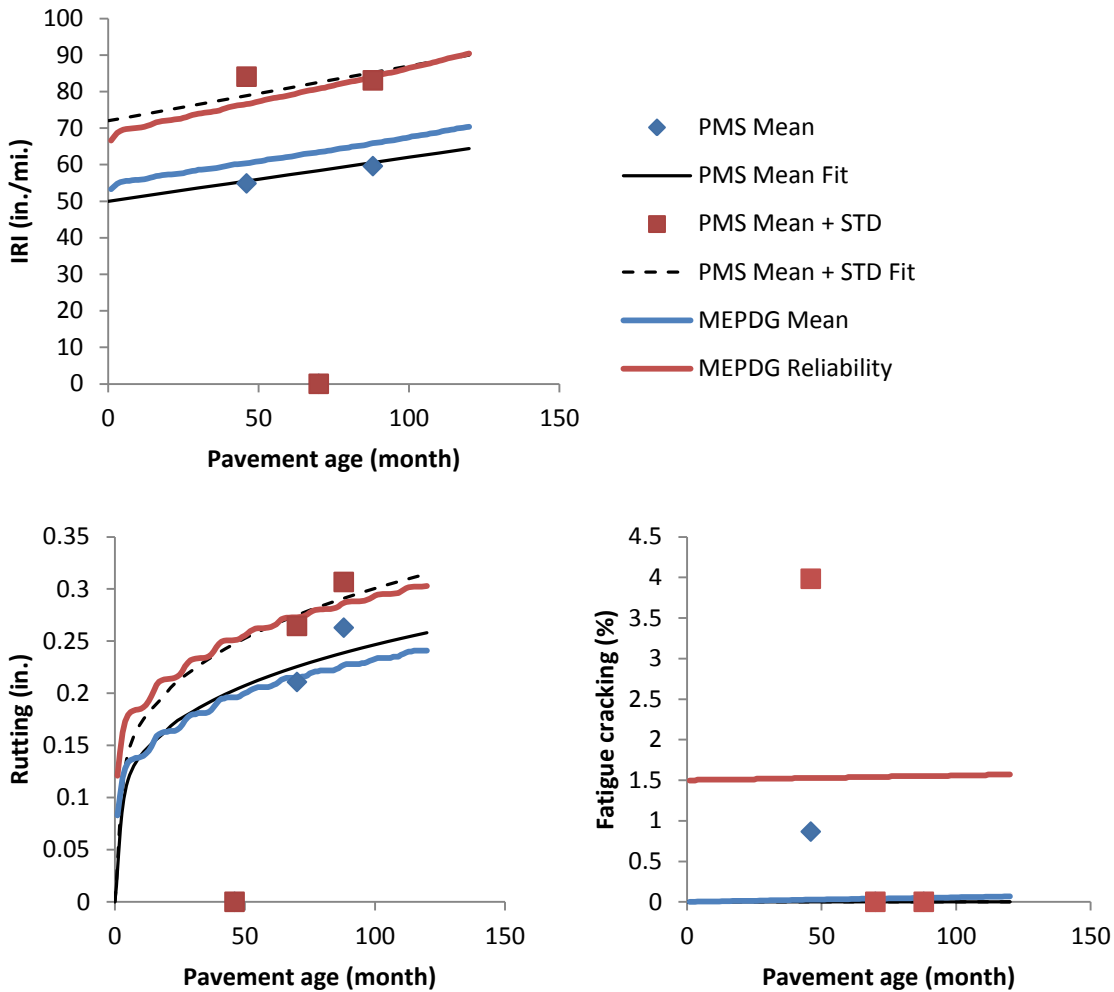 100
90
80
70
60
50
40
30
20
10
0
IRI (in./mi.)
0 50 100 150
Pavement age (month)
PMS Mean
PMS Mean Fit
PMS Mean + STD
PMS Mean + STD Fit
MEPDG Mean
MEPDG Reliability
0.35
0.3
0.25
0.2
0.15
0.1
0.05
0
Rutting (in.)
0 50 100 150
Pavement age (month)
4.5
4
3.5
3
2.5
2
1.5
1
0.5
0
Fatigue cracking (%)
0 50 100 150
Pavement age (month)